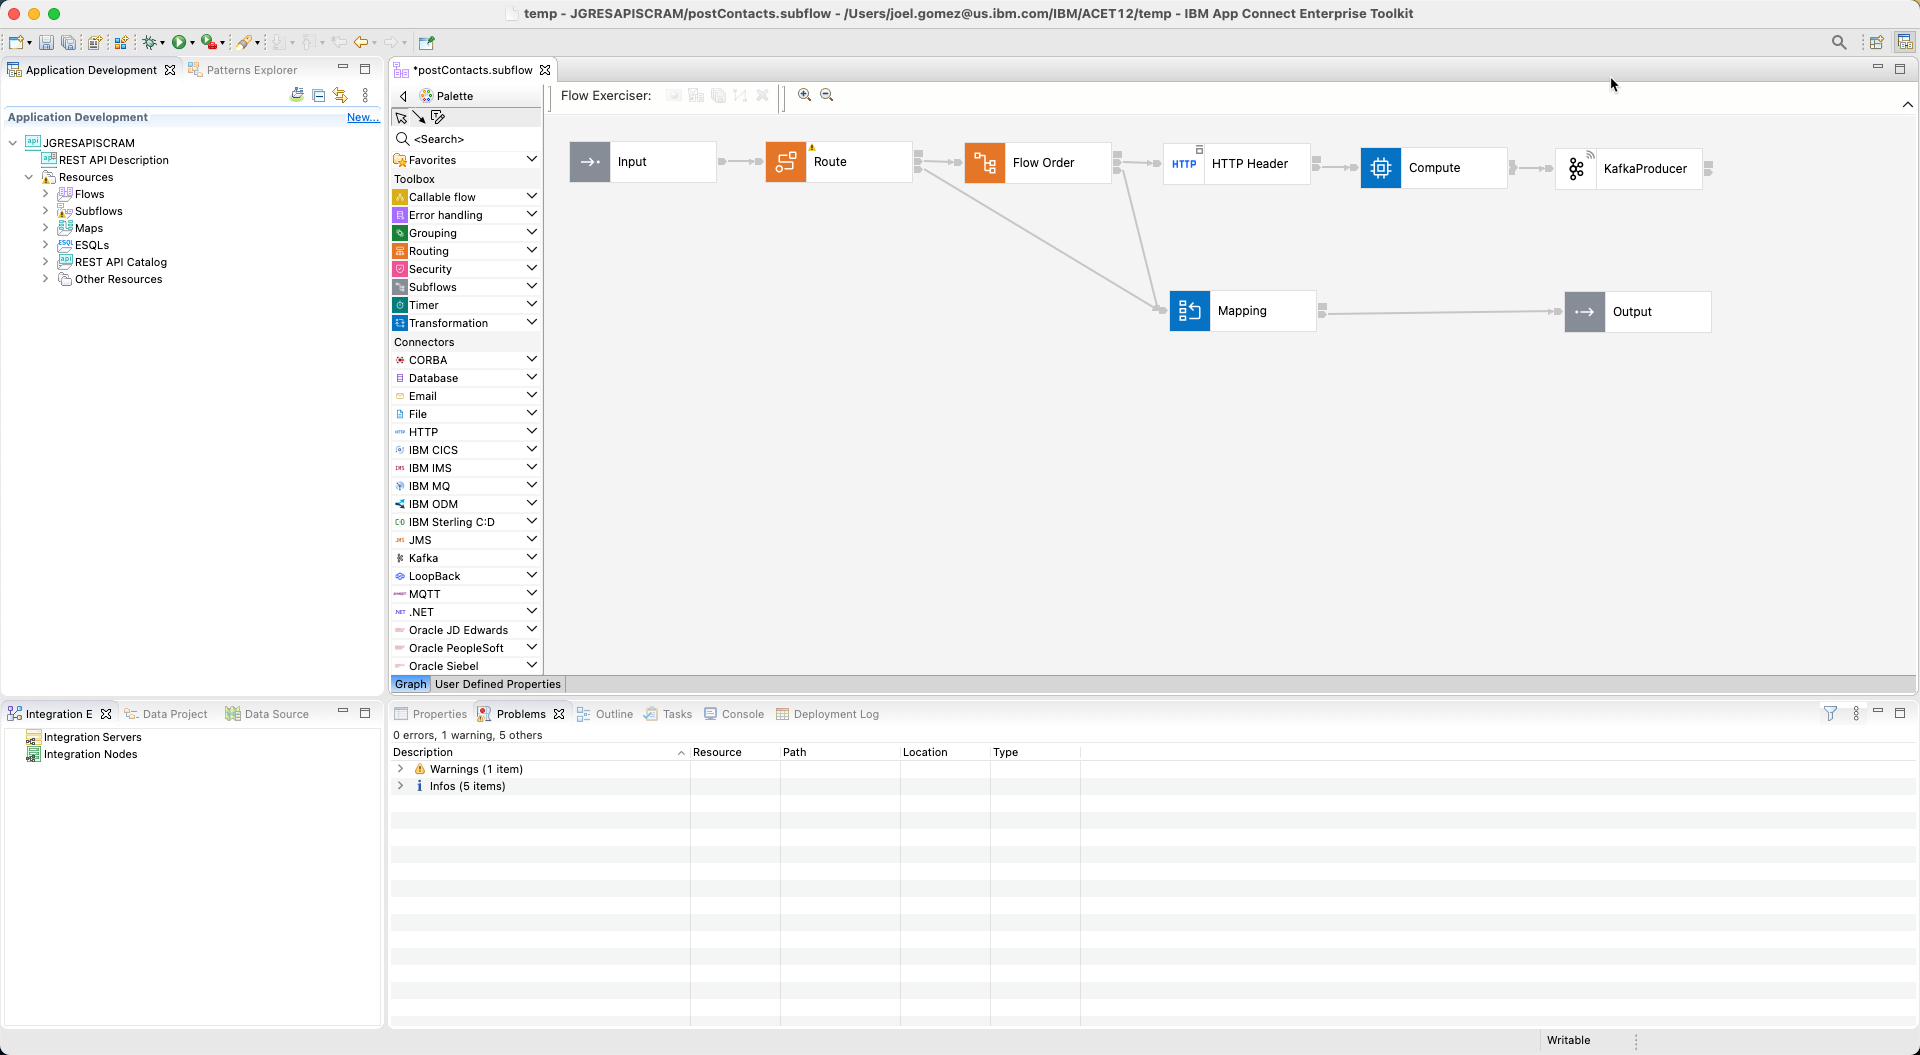 temp - JGRESAPISCRAM/postContacts.subflow - /Users/joel.gomez@us.ibm.com/IBM/ACET12/temp - IBM App Connect Enterprise Toolkit
Application Development
Patterns Explorer
*postContacts.subflow
Application Development
New...
JGRESAPISCRAM
REST API Description
Resources
Flows
Subflows
Maps
ESQLs
REST API Catalog
Other Resources
Palette
<Search>
Favorites
Toolbox
Callable flow
Error handling
Grouping
Routing
Security
Subflows
Timer
Transformation
Connectors
CORBA
Database
Email
File
HTTP
IBM CICS
IBM IMS
IBM MQ
IBM ODM
IBM Sterling C:D
JMS
Kafka
LoopBack
MQTT
.NET
Oracle JD Edwards
Oracle PeopleSoft
Oracle Siebel
Flow Exerciser:
Input
Route
Flow Order
HTTP
HTTP Header
Compute
KafkaProducer
Mapping
Output
Graph
User Defined Properties
Integration E
Data Project
Data Source
Integration Servers
Integration Nodes
Properties
Problems
Outline
Tasks
Console
Deployment Log
0 errors, 1 warning, 5 others
Description
Resource
Path
Location
Type
Warnings (1 item)
Infos (5 items)
Writable